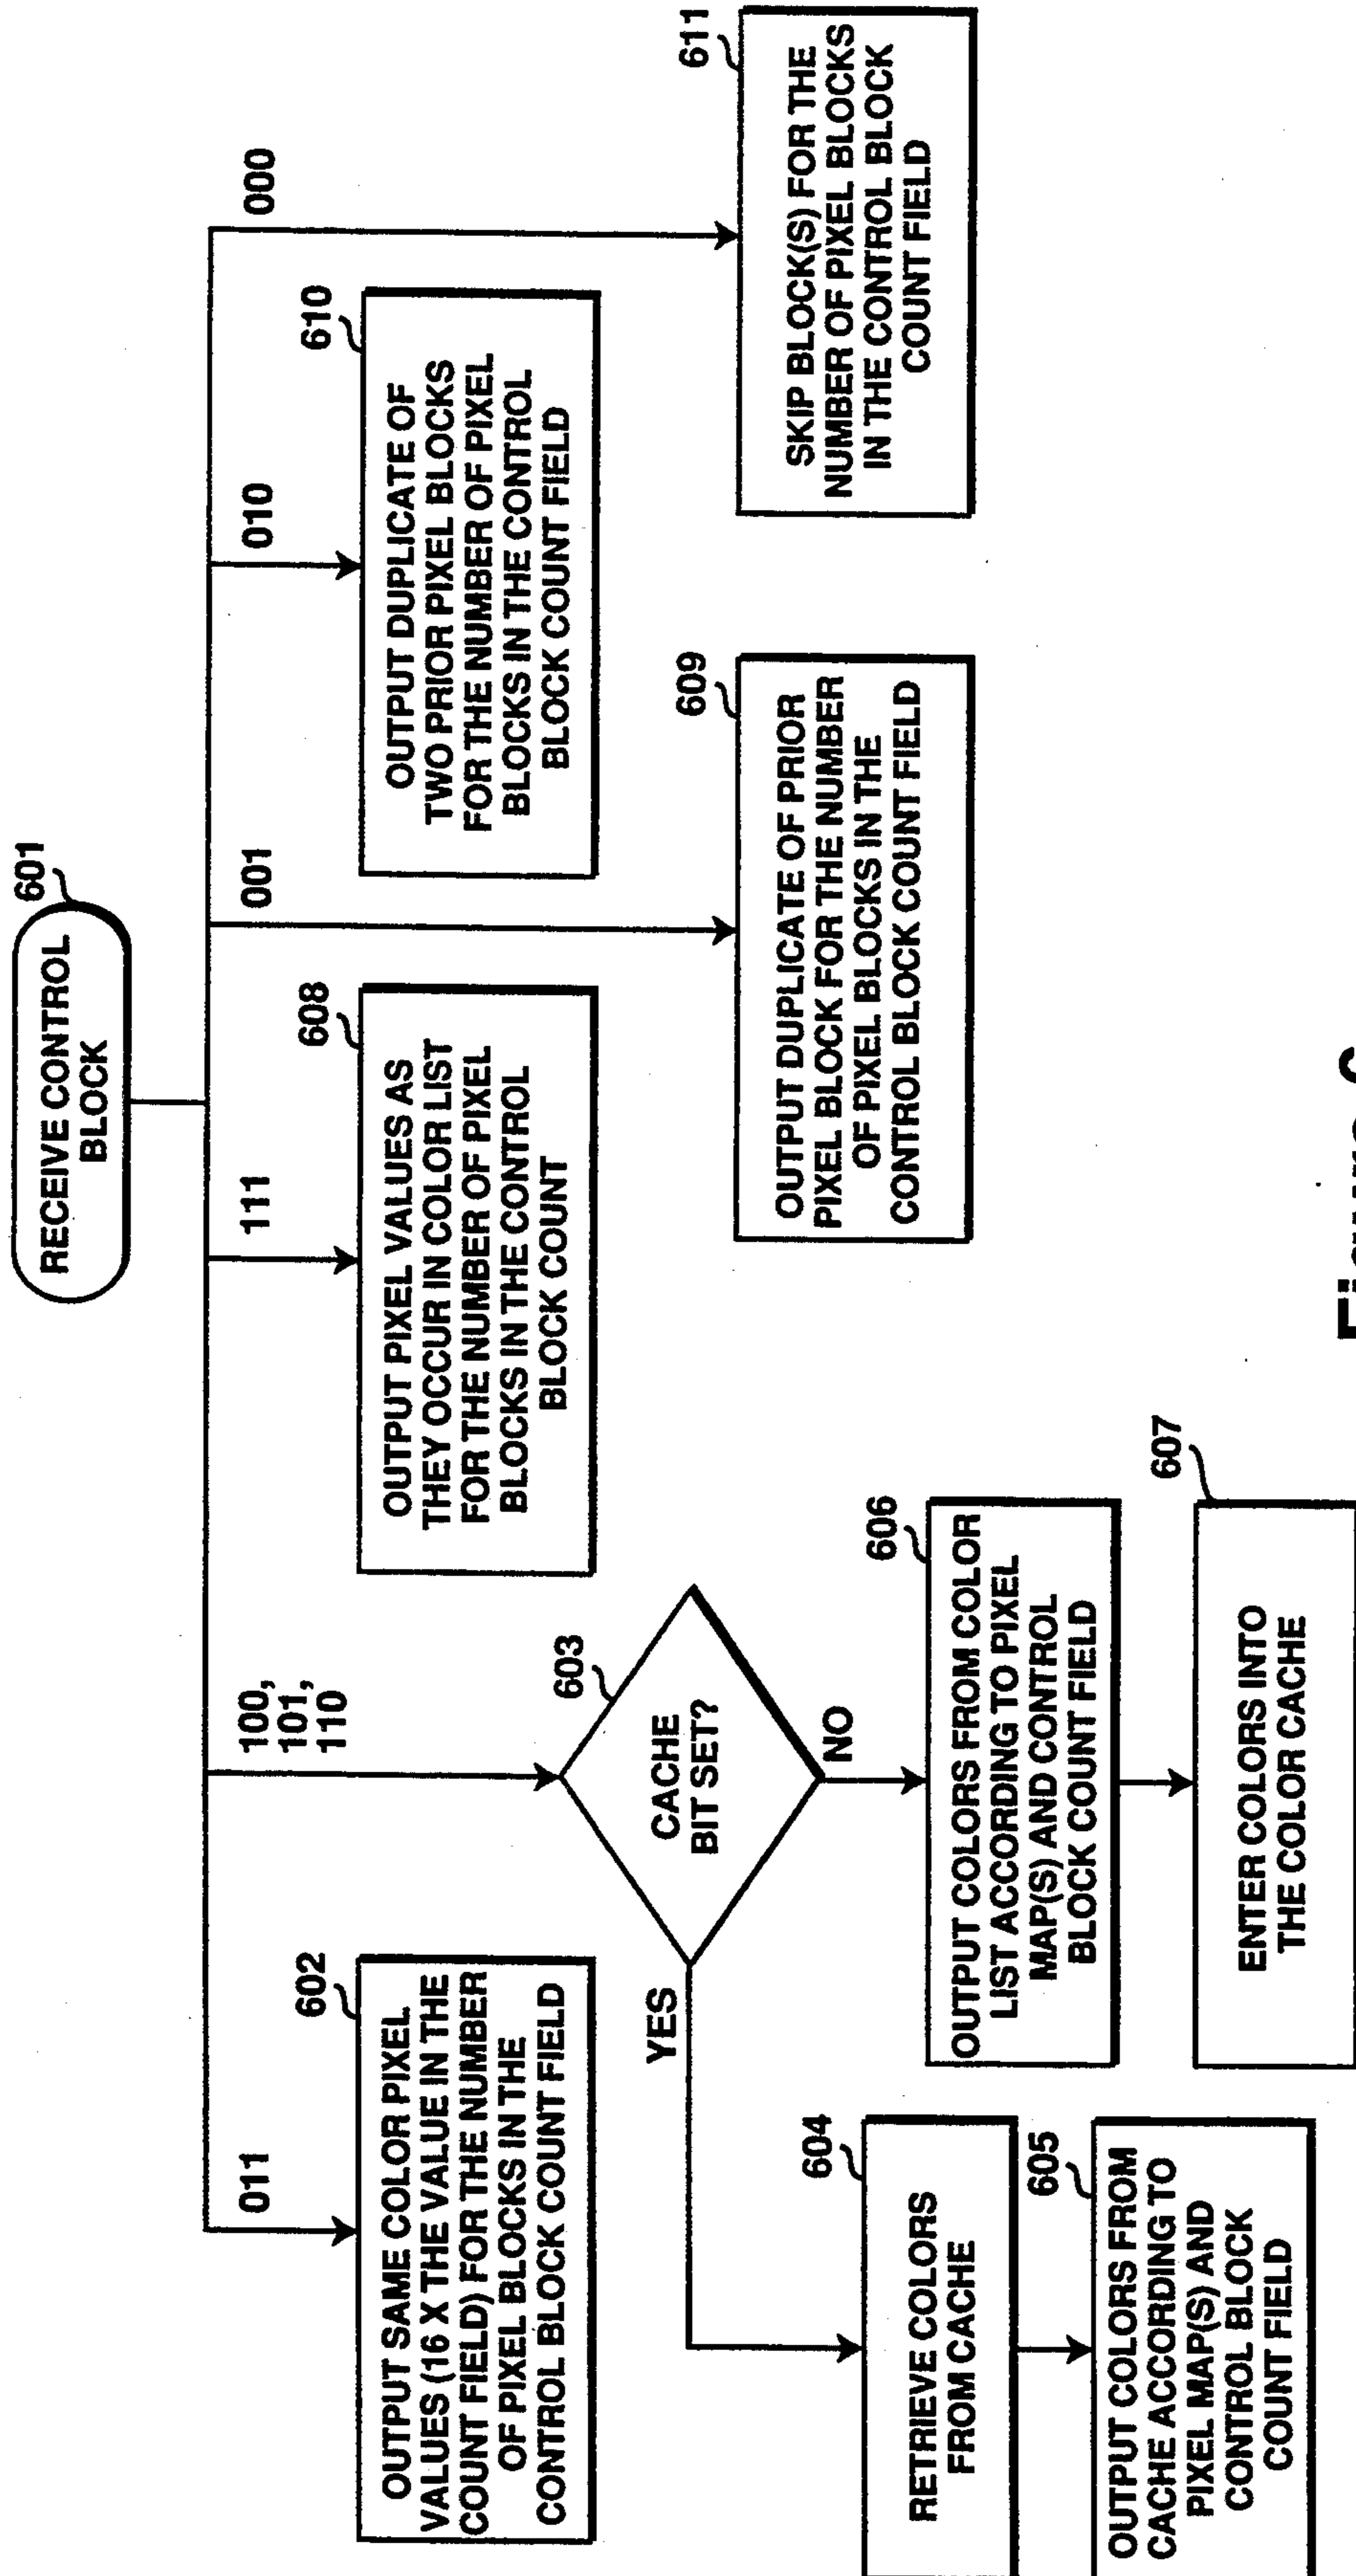 RECEIVE CONTROL
BLOCK
601
011
100,
101,
110
111
001
010
000
602
OUTPUT SAME COLOR PIXEL
VALUES (16 X THE VALUE IN THE
COUNT FIELD) FOR THE NUMBER
OF PIXEL BLOCKS IN THE
CONTROL BLOCK COUNT FIELD
603
CACHE
BIT SET?
YES
NO
604
RETRIEVE COLORS
FROM CACHE
605
OUTPUT COLORS FROM
CACHE ACCORDING TO
PIXEL MAP(S) AND
CONTROL BLOCK
COUNT FIELD
606
OUTPUT COLORS FROM COLOR
LIST ACCORDING TO PIXEL
MAP(S) AND CONTROL
BLOCK COUNT FIELD
607
ENTER COLORS INTO
THE COLOR CACHE
608
OUTPUT PIXEL VALUES AS
THEY OCCUR IN COLOR LIST
FOR THE NUMBER OF PIXEL
BLOCKS IN THE CONTROL
BLOCK COUNT
609
OUTPUT DUPLICATE OF PRIOR
PIXEL BLOCK FOR THE NUMBER
OF PIXEL BLOCKS IN THE
CONTROL BLOCK COUNT FIELD
610
OUTPUT DUPLICATE OF
TWO PRIOR PIXEL BLOCKS
FOR THE NUMBER OF PIXEL
BLOCKS IN THE CONTROL
BLOCK COUNT FIELD
611
SKIP BLOCK(S) FOR THE
NUMBER OF PIXEL BLOCKS
IN THE CONTROL BLOCK
COUNT FIELD
Figure